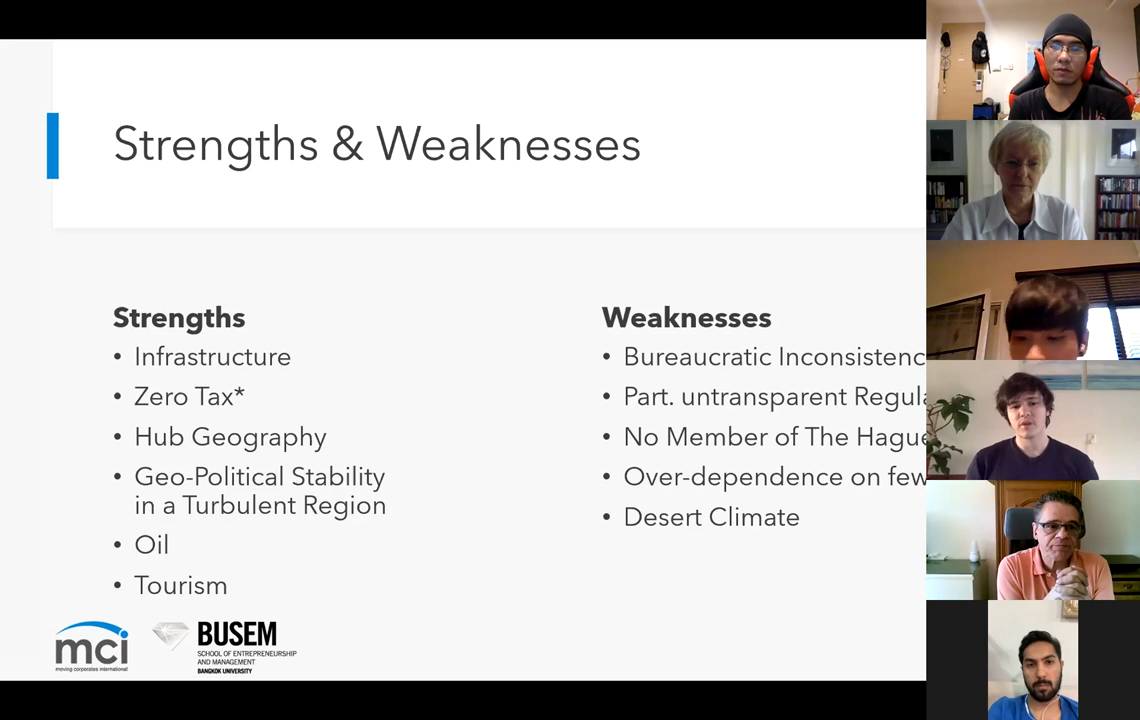 Strengths & Weaknesses
Strengths
• Infrastructure
• Zero Tax*
• Hub Geography
• Geo-Political Stability
in a Turbulent Region
• Oil
• Tourism
Weaknesses
• Bureaucratic Inconsistenc
• Part. untransparent Regula
• No Member of The Hague
• Over-dependence on few
• Desert Climate
mci
moving corporates international
BUSEM
SCHOOL OF ENTREPRENEURSHIP
AND MANAGEMENT
BANGKOK UNIVERSITY